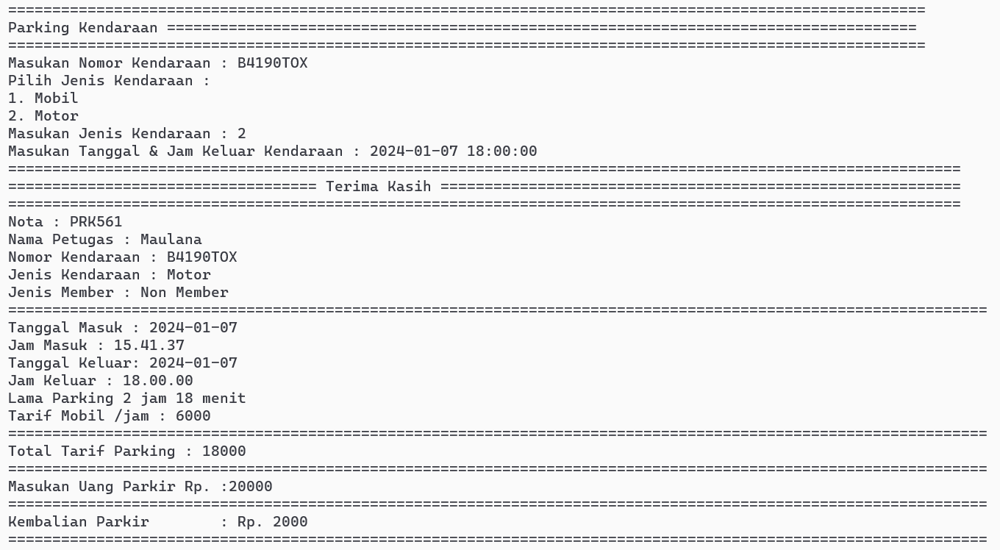 ========================================================================================================
Parking Kendaraan =====================================================================================
========================================================================================================
Masukan Nomor Kendaraan : B4190TOX
Pilih Jenis Kendaraan :
1. Mobil
2. Motor
Masukan Jenis Kendaraan : 2
Masukan Tanggal & Jam Keluar Kendaraan : 2024-01-07 18:00:00
============================================================================================================
=================================== Terima Kasih ===========================================================
============================================================================================================
Nota : PRK561
Nama Petugas : Maulana
Nomor Kendaraan : B4190TOX
Jenis Kendaraan : Motor
Jenis Member : Non Member
===============================================================================================================
Tanggal Masuk : 2024-01-07
Jam Masuk : 15.41.37
Tanggal Keluar: 2024-01-07
Jam Keluar : 18.00.00
Lama Parking 2 jam 18 menit
Tarif Mobil /jam : 6000
===============================================================================================================
Total Tarif Parking : 18000
===============================================================================================================
Masukan Uang Parkir Rp. :20000
===============================================================================================================
Kembalian Parkir        : Rp. 2000
===============================================================================================================